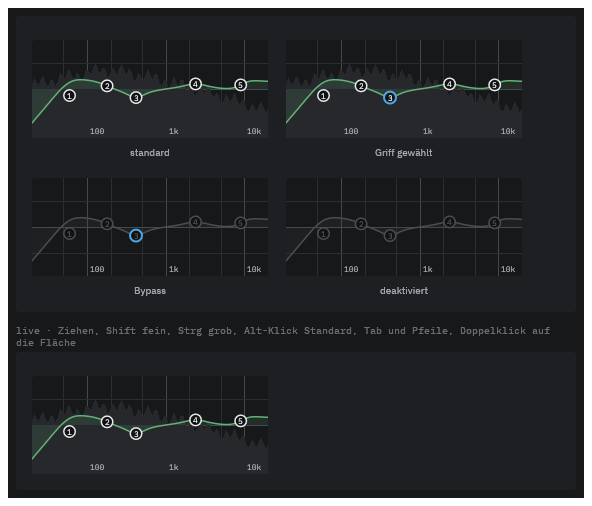 1 2 3 4 5
100 1k 10k
standard
1 2 3 4 5
100 1k 10k
Griff gewählt
1 2 3 4 5
100 1k 10k
Bypass
1 2 3 4 5
100 1k 10k
deaktiviert
live · Ziehen, Shift fein, Strg grob, Alt-Klick Standard, Tab und Pfeile, Doppelklick auf
die Fläche
1 2 3 4 5
100 1k 10k